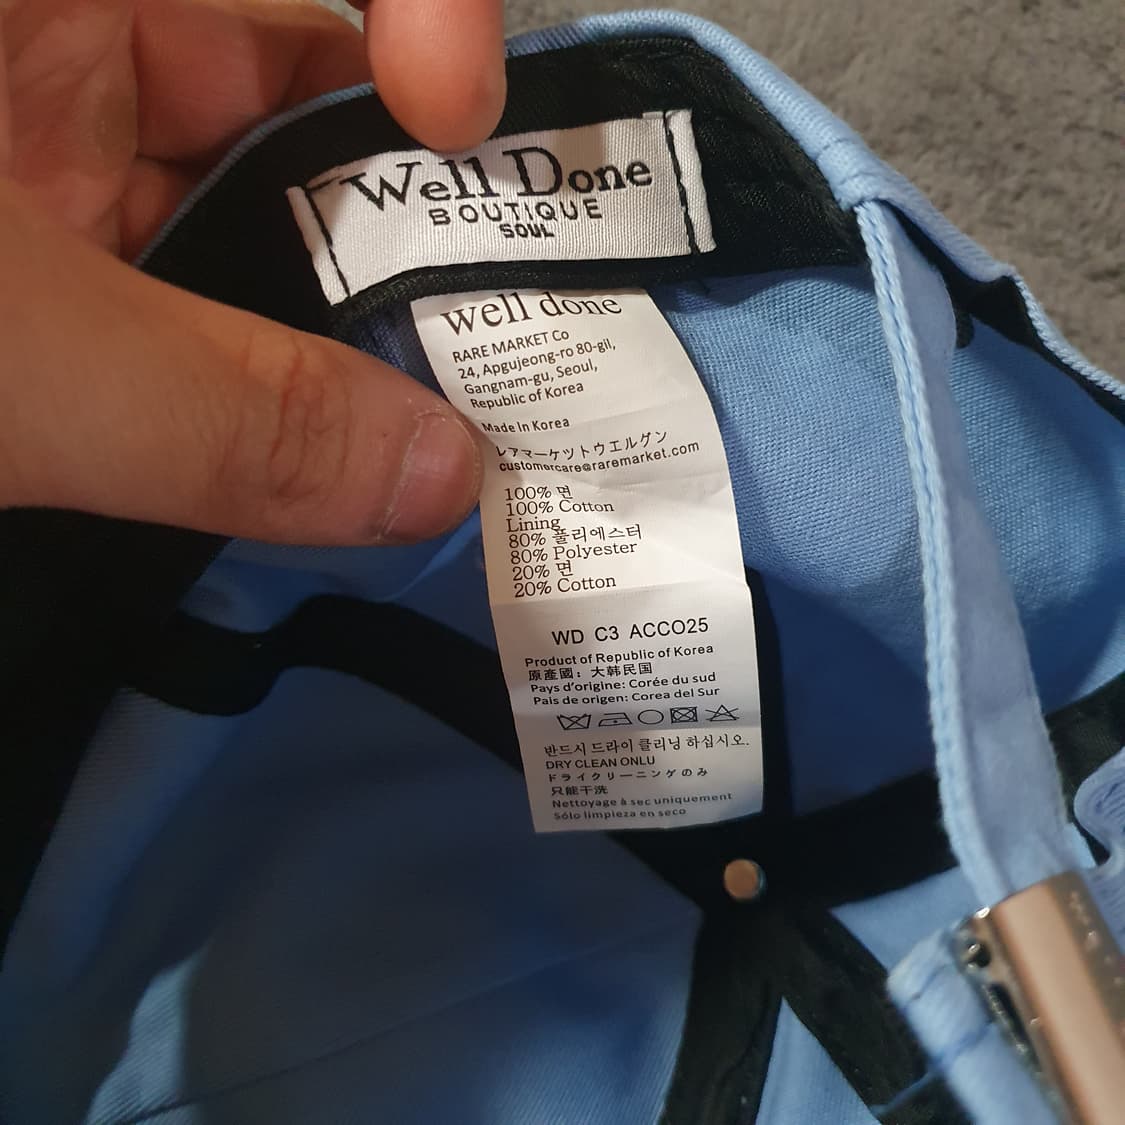 Well Done
BOUTIQUE
SOUL
well done
RARE MARKET Co
24, Apgujeong-ro 80-gil,
Gangnam-gu, Seoul,
Republic of Korea
Made In Korea
レアマーケツトウエルゲン
customercare@raremarket.com
100% 면
100% Cotton
Lining
80% 폴리에스터
80% Polyester
20% 면
20% Cotton
WD C3 ACCO25
Product of Republic of Korea
原產國：大韩民国
Pays d'origine: Corée du sud
Pais de origen: Corea del Sur
반드시 드라이 클리닝 하십시오.
DRY CLEAN ONLU
ドライクリーニングのみ
只能干洗
Nettoyage à sec uniquement
Sólo limpieza en seco